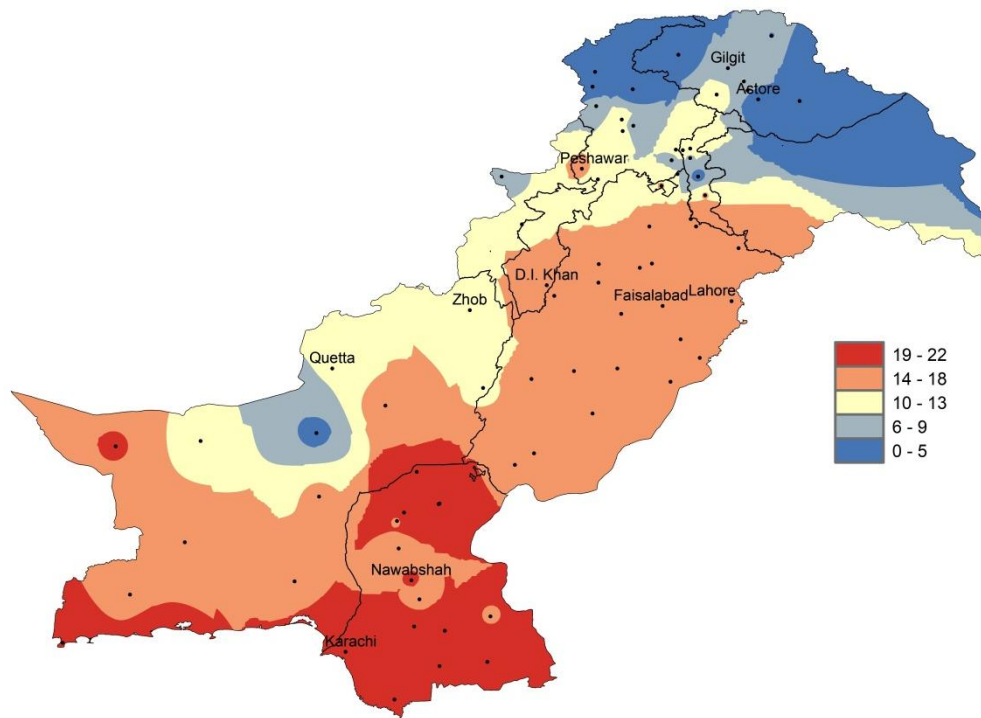 Gilgit
Astore
Peshawar
D.I. Khan
Zhob
Faisalabad
Lahore
Quetta
Nawabshah
Karachi
19 - 22
14 - 18
10 - 13
6 - 9
0 - 5